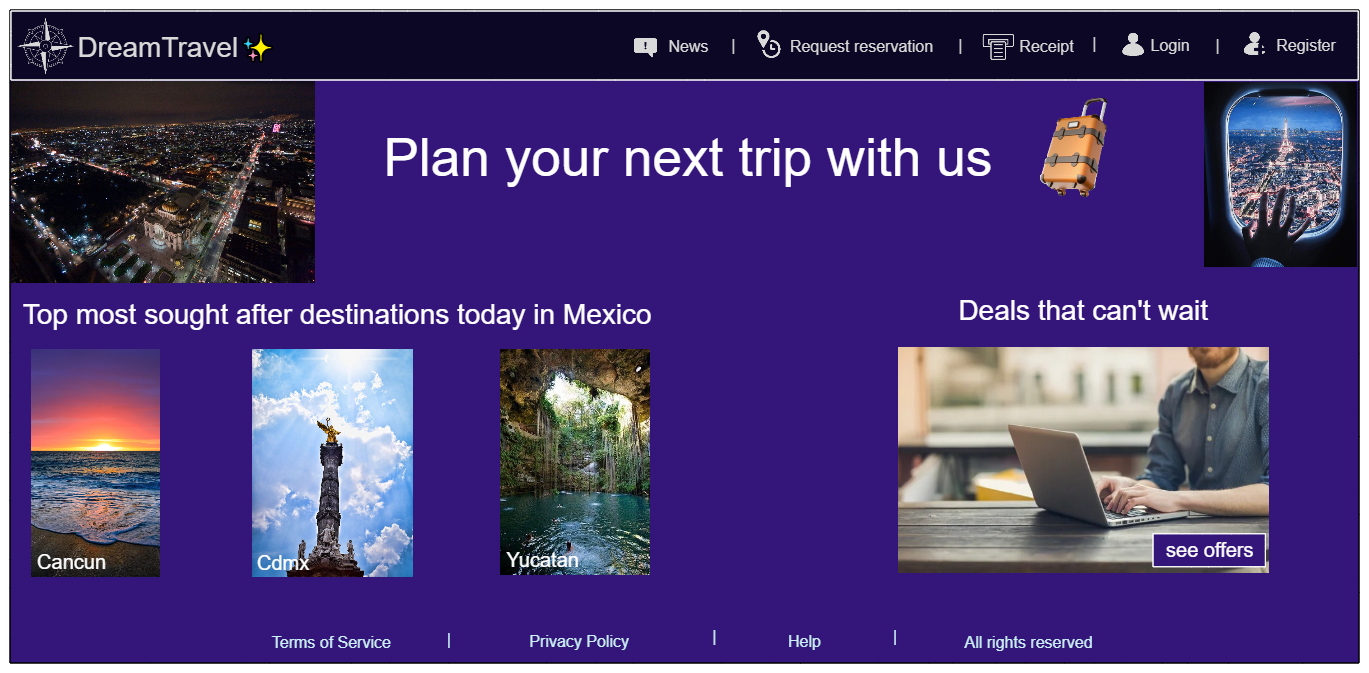 DreamTravel
News | Request reservation | Receipt | Login | Register
Plan your next trip with us
Top most sought after destinations today in Mexico
Deals that can't wait
Cancun
Cdmx
Yucatan
see offers
Terms of Service | Privacy Policy | Help | All rights reserved